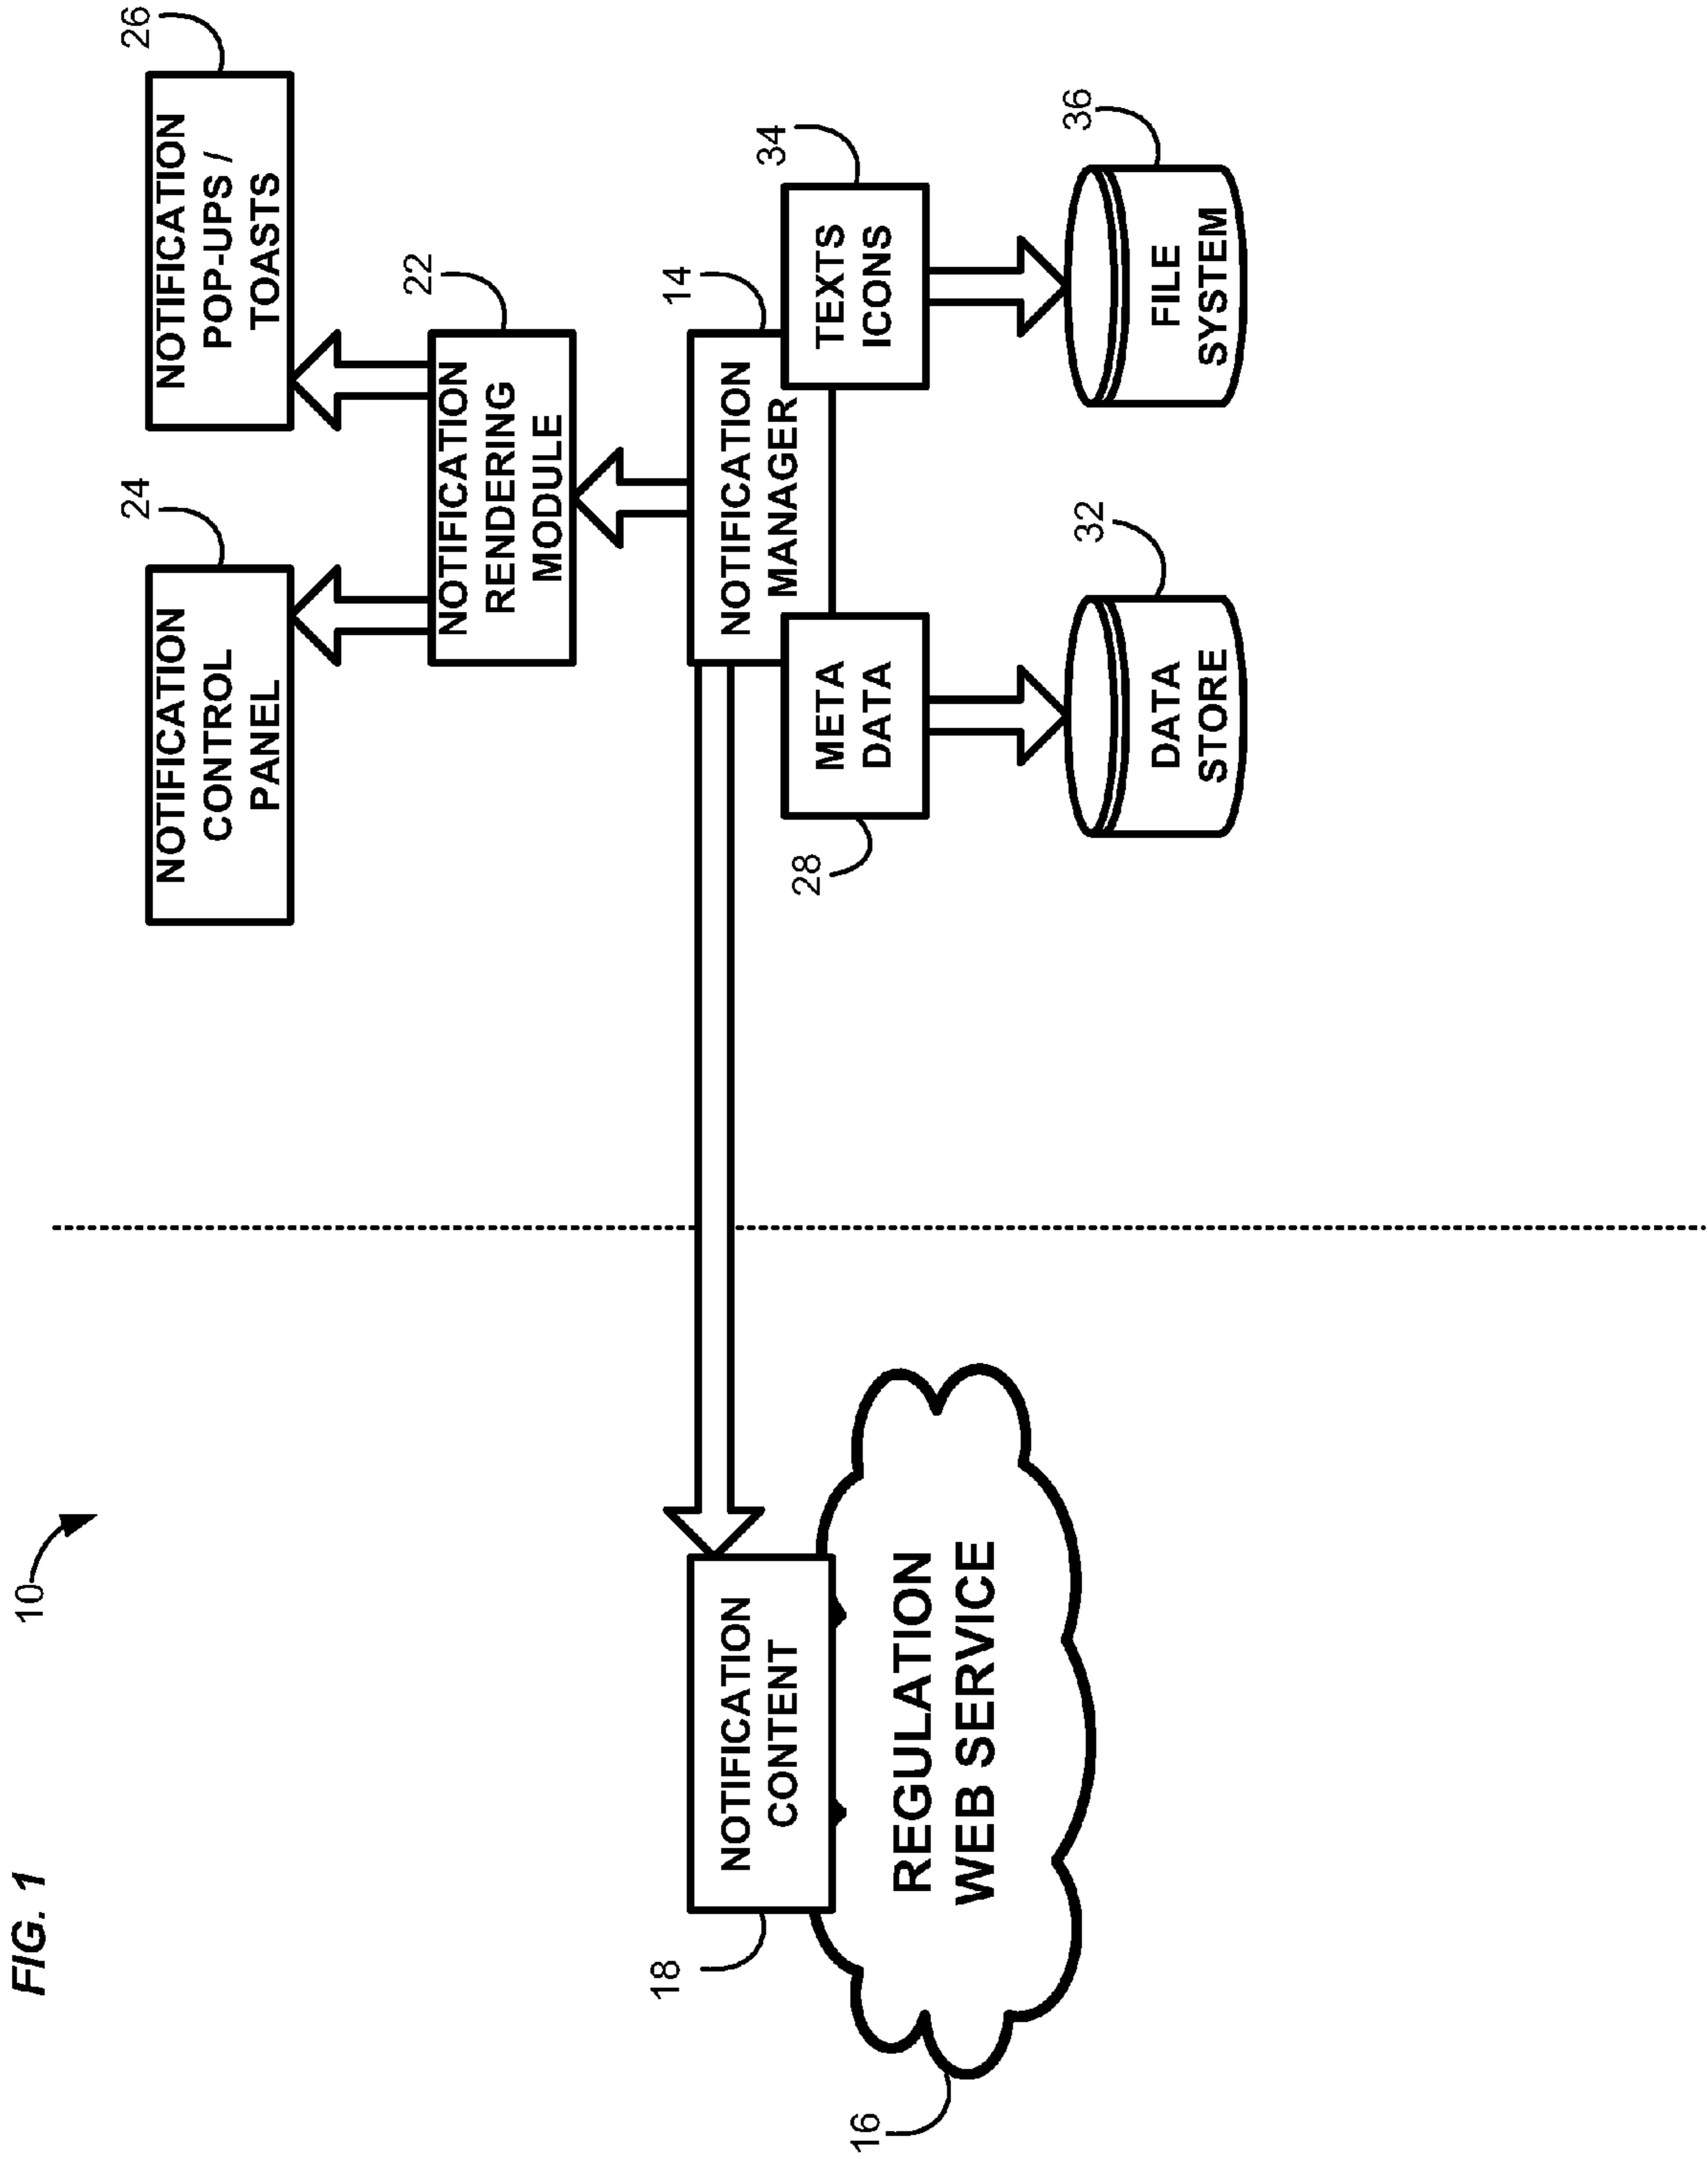 FIG. 1
10
18
NOTIFICATION
CONTENT
16
REGULATION
WEB SERVICE
24
NOTIFICATION
CONTROL
PANEL
26
NOTIFICATION
POP-UPS /
TOASTS
22
NOTIFICATION
RENDERING
MODULE
14
NOTIFICATION
MANAGER
28
META
DATA
34
TEXTS
ICONS
32
DATA
STORE
36
FILE
SYSTEM